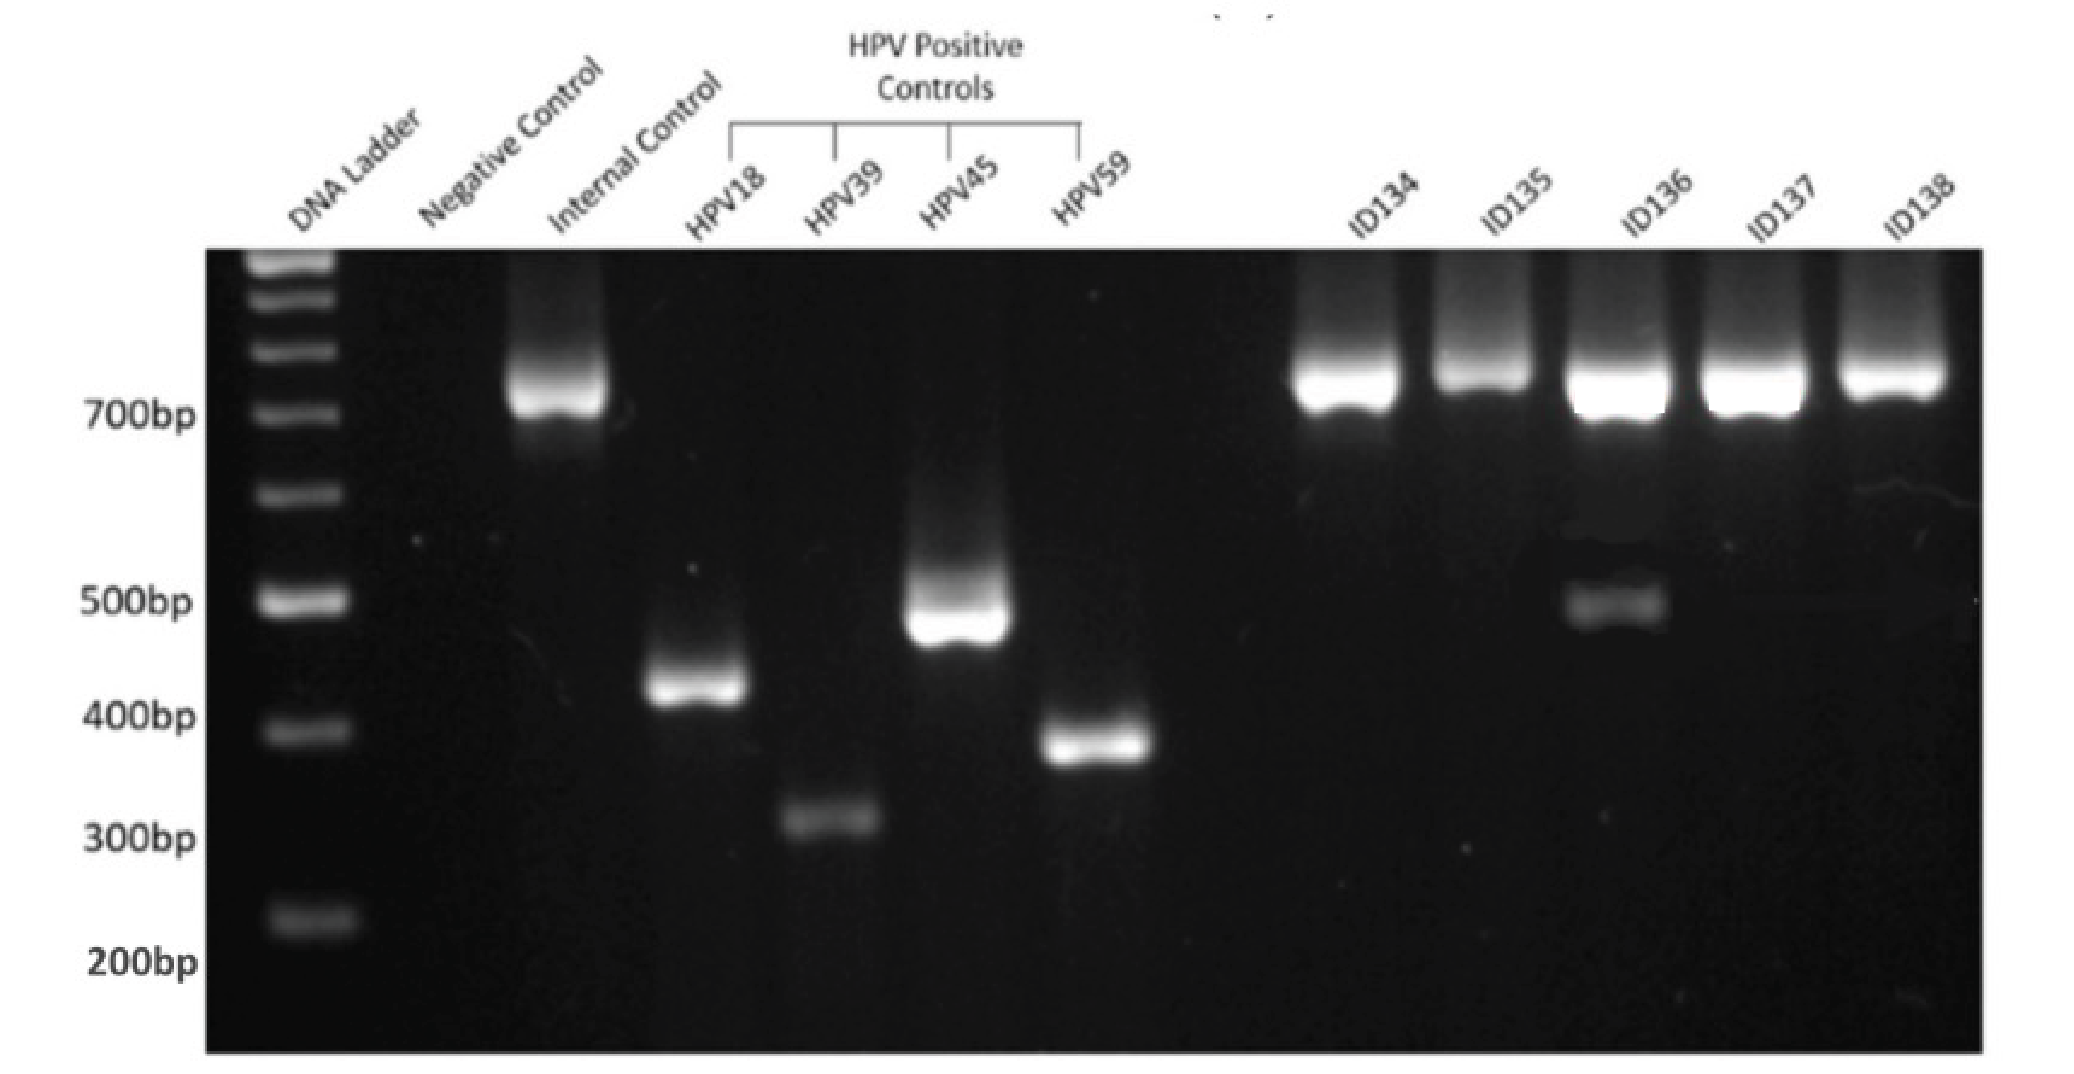 HPV Positive
Controls
DNA Ladder
Negative Control
Internal Control
HPV18
HPV39
HPV45
HPV59
ID134
ID135
ID136
ID137
ID138
700bp
500bp
400bp
300bp
200bp